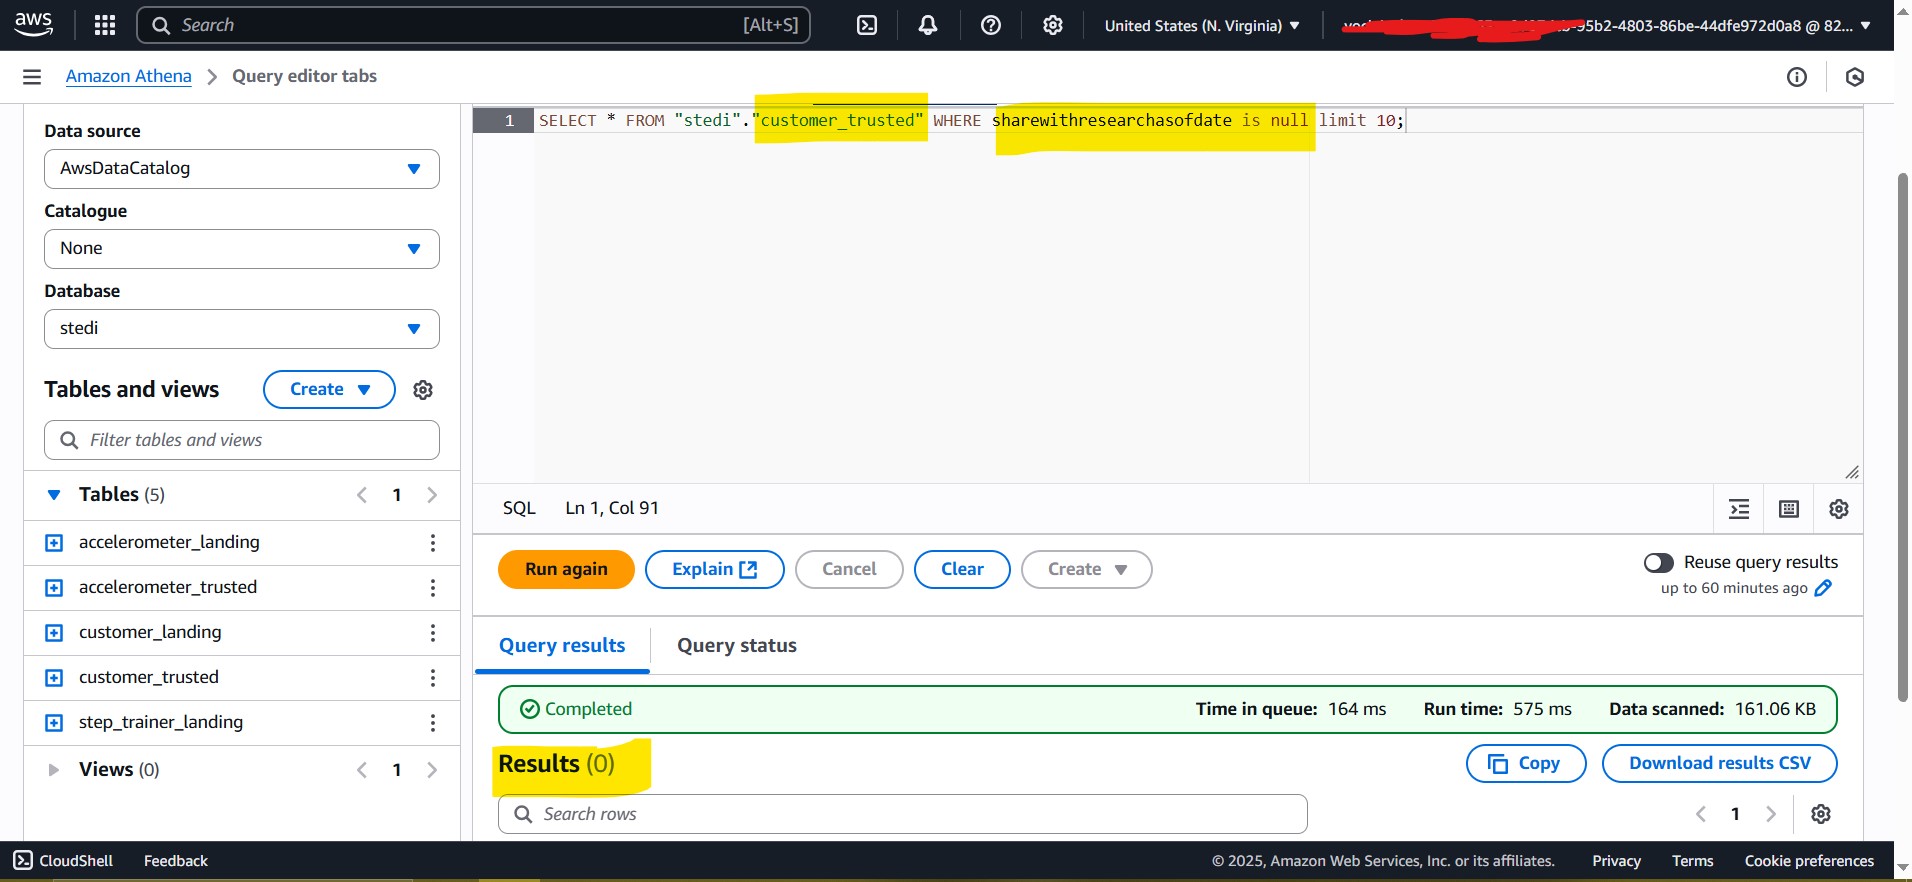 aws
Search [Alt+S] United States (N. Virginia) -95b2-4803-86be-44dfe972d0a8 @ 82...
Amazon Athena Query editor tabs
Data source
AwsDataCatalog
Catalogue
None
Database
stedi
Tables and views Create
Filter tables and views
Tables (5) 1
accelerometer_landing
accelerometer_trusted
customer_landing
customer_trusted
step_trainer_landing
Views (0) 1
1 SELECT * FROM "stedi"."customer_trusted" WHERE sharewithresearchasofdate is null limit 10;
SQL Ln 1, Col 91
Run again Explain Cancel Clear Create
Reuse query results
up to 60 minutes ago
Query results Query status
Completed Time in queue: 164 ms Run time: 575 ms Data scanned: 161.06 KB
Results (0) Copy Download results CSV
Search rows 1
CloudShell Feedback © 2025, Amazon Web Services, Inc. or its affiliates. Privacy Terms Cookie preferences